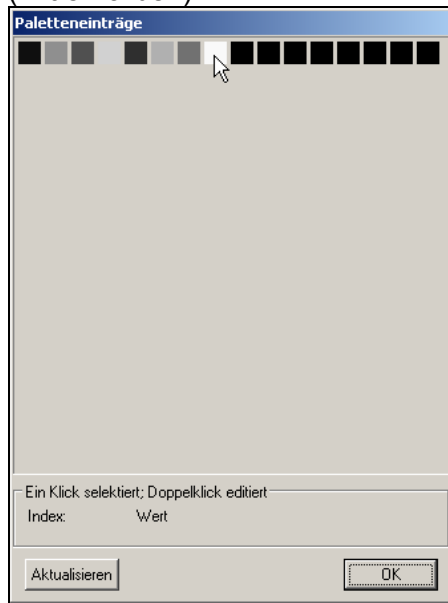 Paletteneinträge
Ein Klick selektiert; Doppelklick editiert
Index: Wert
Aktualisieren OK